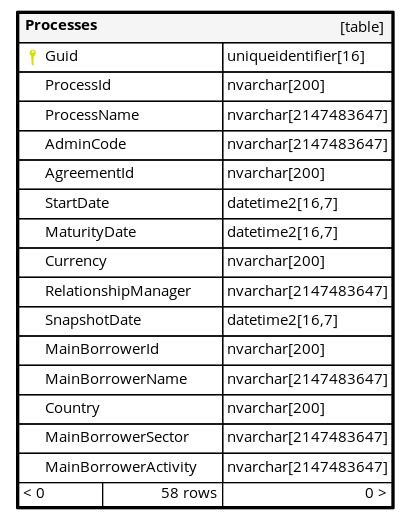 Processes [table]
Guid uniqueidentifier[16]
ProcessId nvarchar[200]
ProcessName nvarchar[2147483647]
AdminCode nvarchar[2147483647]
AgreementId nvarchar[200]
StartDate datetime2[16,7]
MaturityDate datetime2[16,7]
Currency nvarchar[200]
RelationshipManager nvarchar[2147483647]
SnapshotDate datetime2[16,7]
MainBorrowerId nvarchar[200]
MainBorrowerName nvarchar[2147483647]
Country nvarchar[200]
MainBorrowerSector nvarchar[2147483647]
MainBorrowerActivity nvarchar[2147483647]
< 0 58 rows 0 >